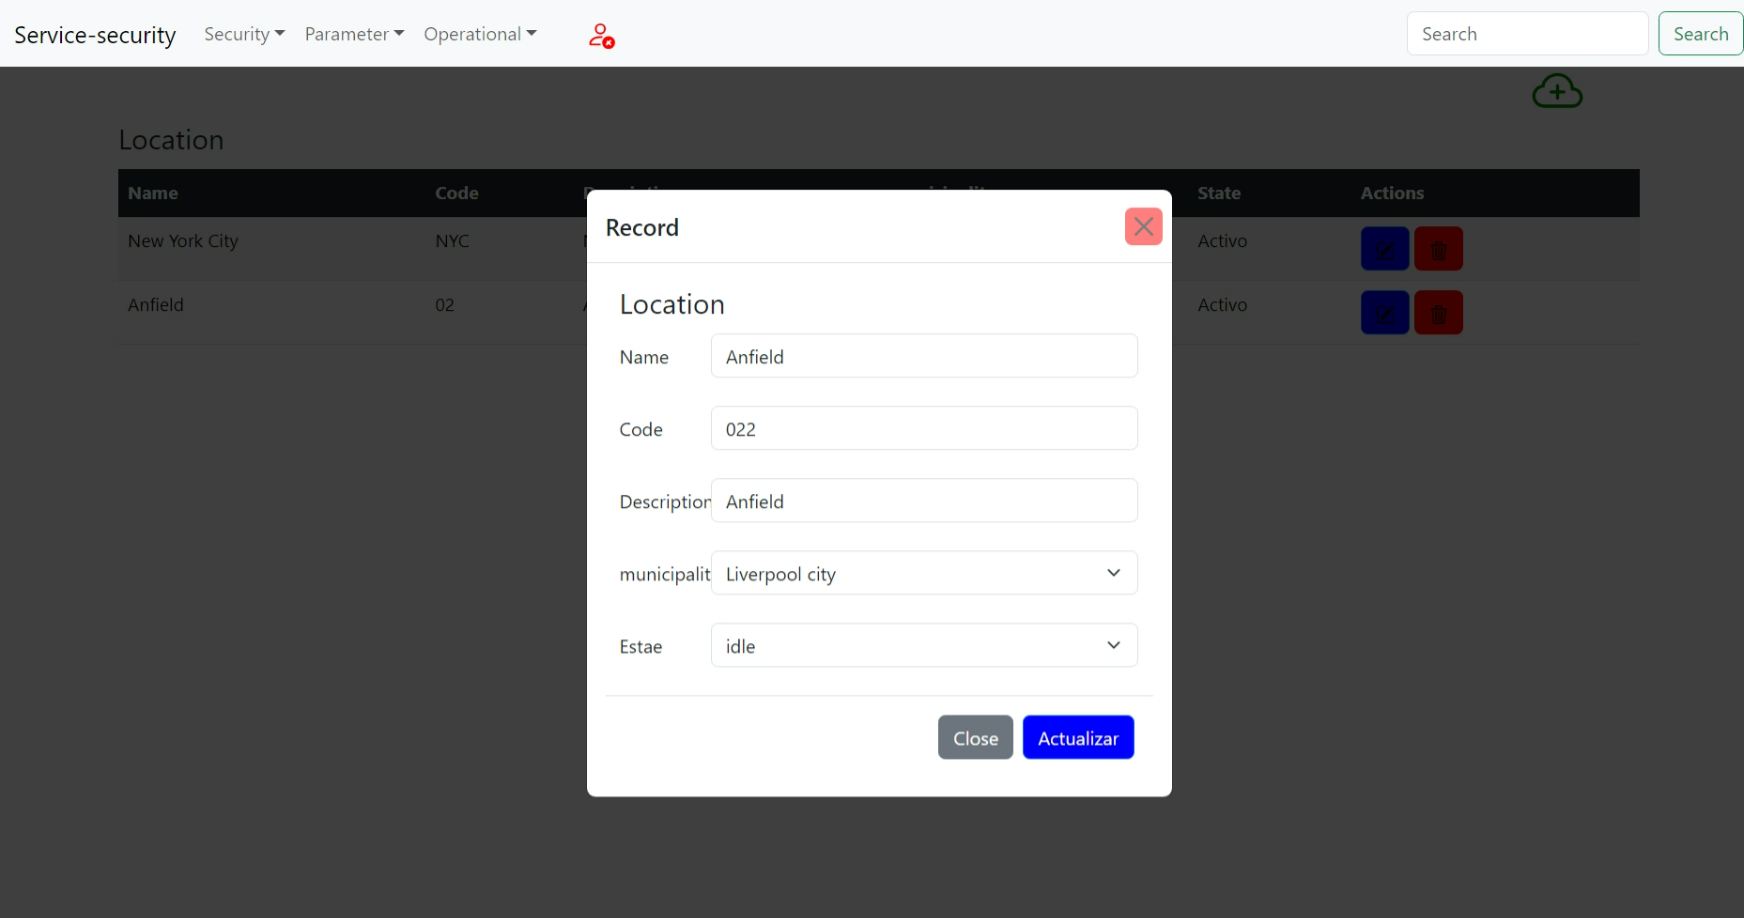 Service-security Security Parameter Operational Search Search
Location
Name Code State Actions
New York City NYC Activo
Anfield 02 Activo
Record
Location
Name Anfield
Code 022
Description Anfield
municipalit Liverpool city
Estae idle
Close Actualizar